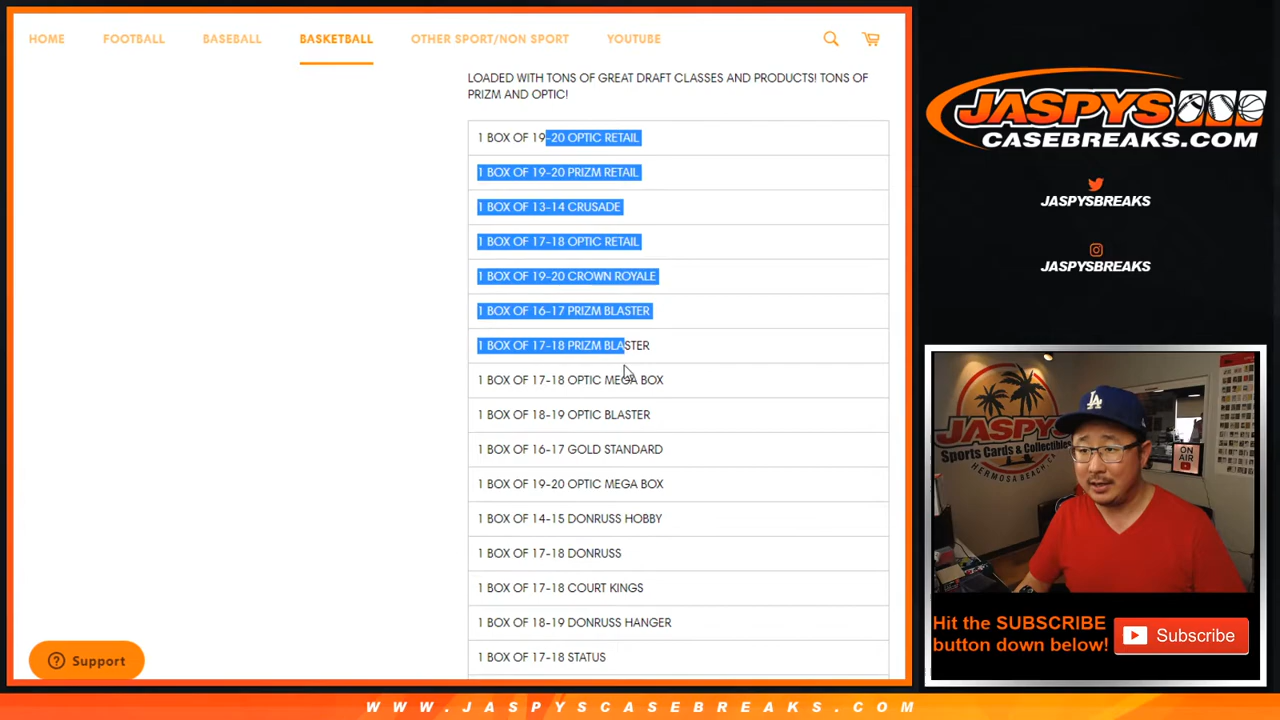 HOME FOOTBALL BASEBALL BASKETBALL OTHER SPORT/NON SPORT YOUTUBE
LOADED WITH TONS OF GREAT DRAFT CLASSES AND PRODUCTS! TONS OF
PRIZM AND OPTIC!
1 BOX OF 19-20 OPTIC RETAIL
1 BOX OF 19-20 PRIZM RETAIL
1 BOX OF 13-14 CRUSADE
1 BOX OF 17-18 OPTIC RETAIL
1 BOX OF 19-20 CROWN ROYALE
1 BOX OF 16-17 PRIZM BLASTER
1 BOX OF 17-18 PRIZM BLASTER
1 BOX OF 17-18 OPTIC MEGA BOX
1 BOX OF 18-19 OPTIC BLASTER
1 BOX OF 16-17 GOLD STANDARD
1 BOX OF 19-20 OPTIC MEGA BOX
1 BOX OF 14-15 DONRUSS HOBBY
1 BOX OF 17-18 DONRUSS
1 BOX OF 17-18 COURT KINGS
1 BOX OF 18-19 DONRUSS HANGER
1 BOX OF 17-18 STATUS
Support
JASPYS
CASEBREAKS.COM
JASPYSBREAKS
JASPYSBREAKS
JASPYS
Sports Cards & Collectibles
HERMOSA BEACH, CA
ON
AIR
LA
Hit the SUBSCRIBE
button down below!
Subscribe
WWW.JASPYSCASEBREAKS.COM